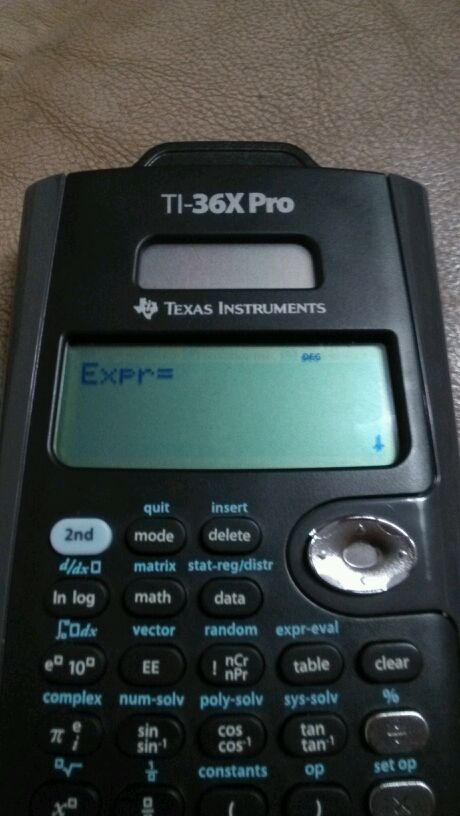 TI-36X Pro
TEXAS INSTRUMENTS
DEG
Expr=
↓
quit insert
2nd mode delete
d/dx□ matrix stat-reg/distr
ln log math data
∫□dx vector random expr-eval
e□ 10□ EE ! nCr nPr table clear
complex num-solv poly-solv sys-solv %
π e i sin sin-1 cos cos-1 tan tan-1 ÷
□√ 1/□ constants op set op
x□ ( ) ×